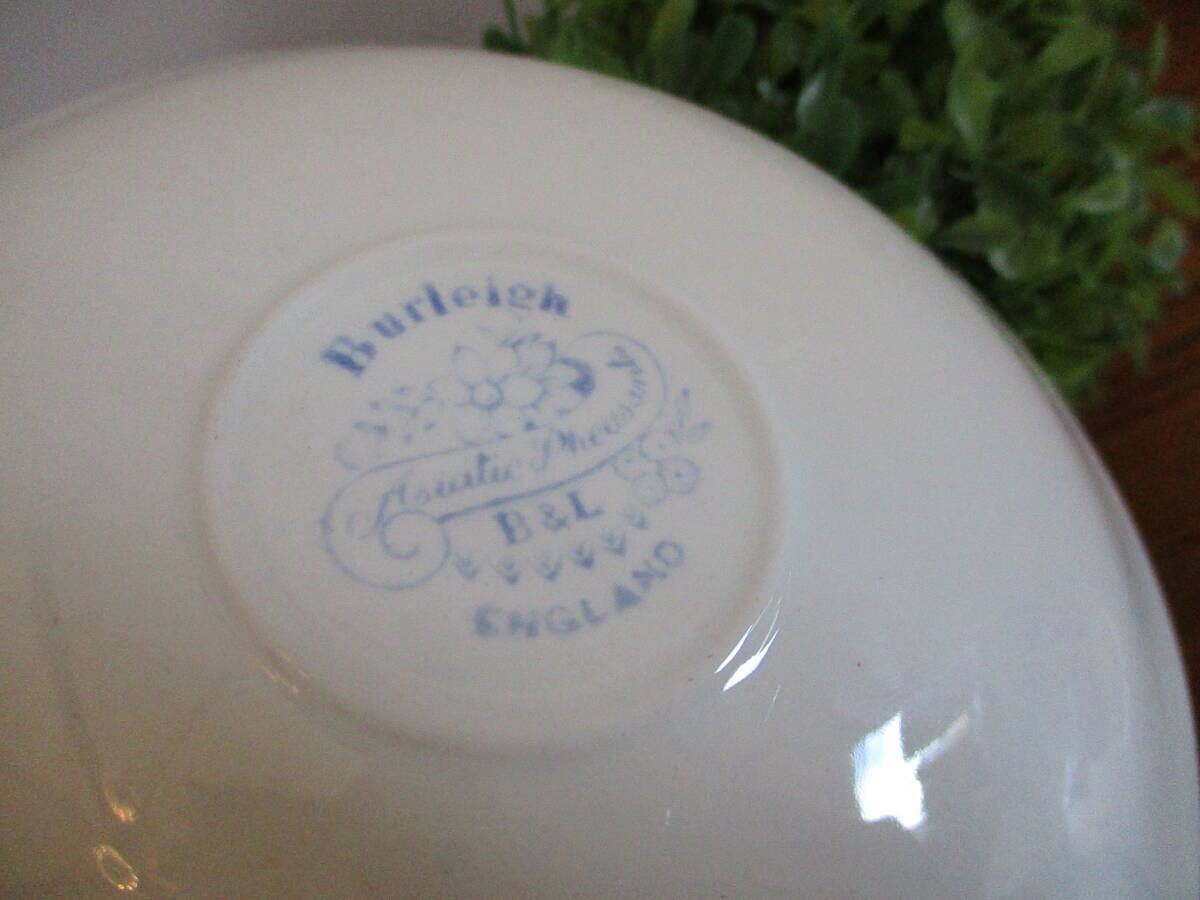 Burleigh
Asiatic Pheasants
B&L
ENGLAND